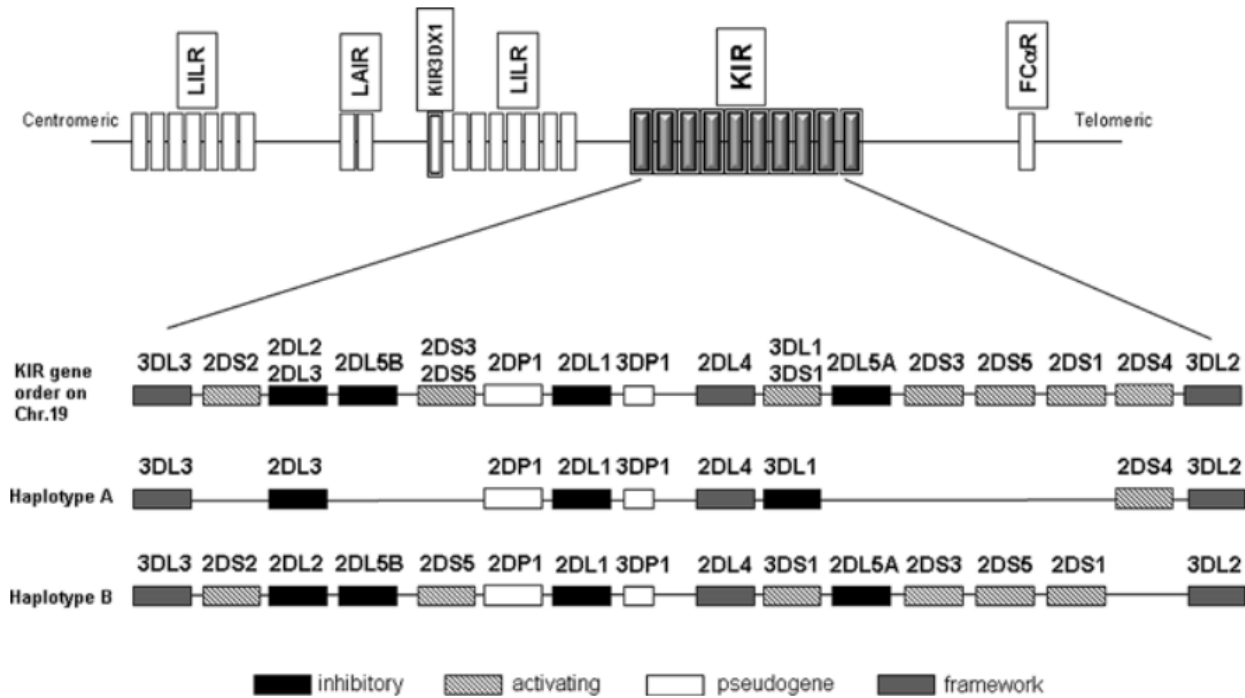 LILR LAIR KIR3DX1 LILR KIR FCαR
Centromeric Telomeric
2DL2 2DS3 3DL1
3DL3 2DS2 2DL3 2DL5B 2DS5 2DP1 2DL1 3DP1 2DL4 3DS1 2DL5A 2DS3 2DS5 2DS1 2DS4 3DL2
KIR gene
order on
Chr.19
3DL3 2DL3 2DP1 2DL1 3DP1 2DL4 3DL1 2DS4 3DL2
Haplotype A
3DL3 2DS2 2DL2 2DL5B 2DS5 2DP1 2DL1 3DP1 2DL4 3DS1 2DL5A 2DS3 2DS5 2DS1 3DL2
Haplotype B
inhibitory activating pseudogene framework